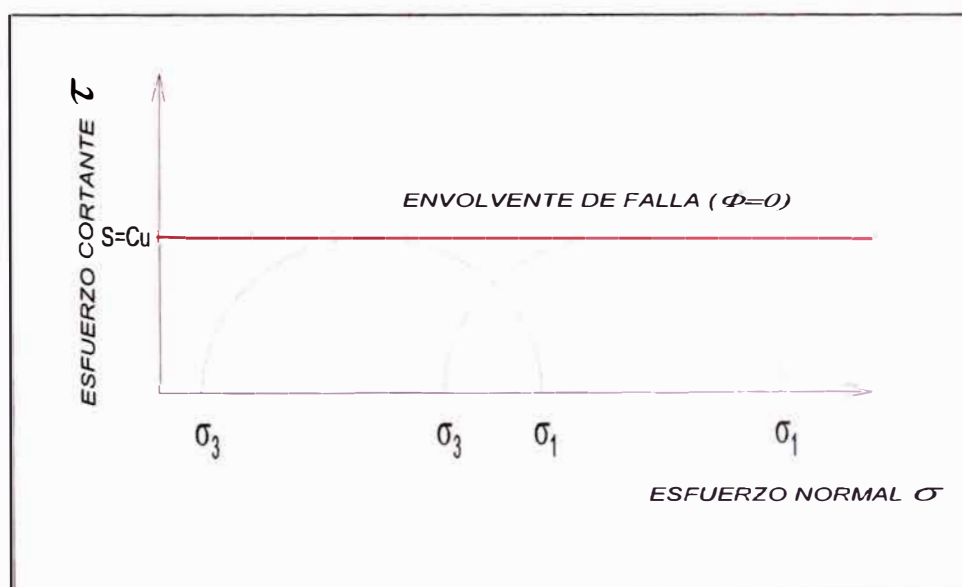 ESFUERZO CORTANTE τ
ENVOLVENTE DE FALLA (Φ=0)
S=Cu
σ3 σ3 σ1 σ1
ESFUERZO NORMAL σ